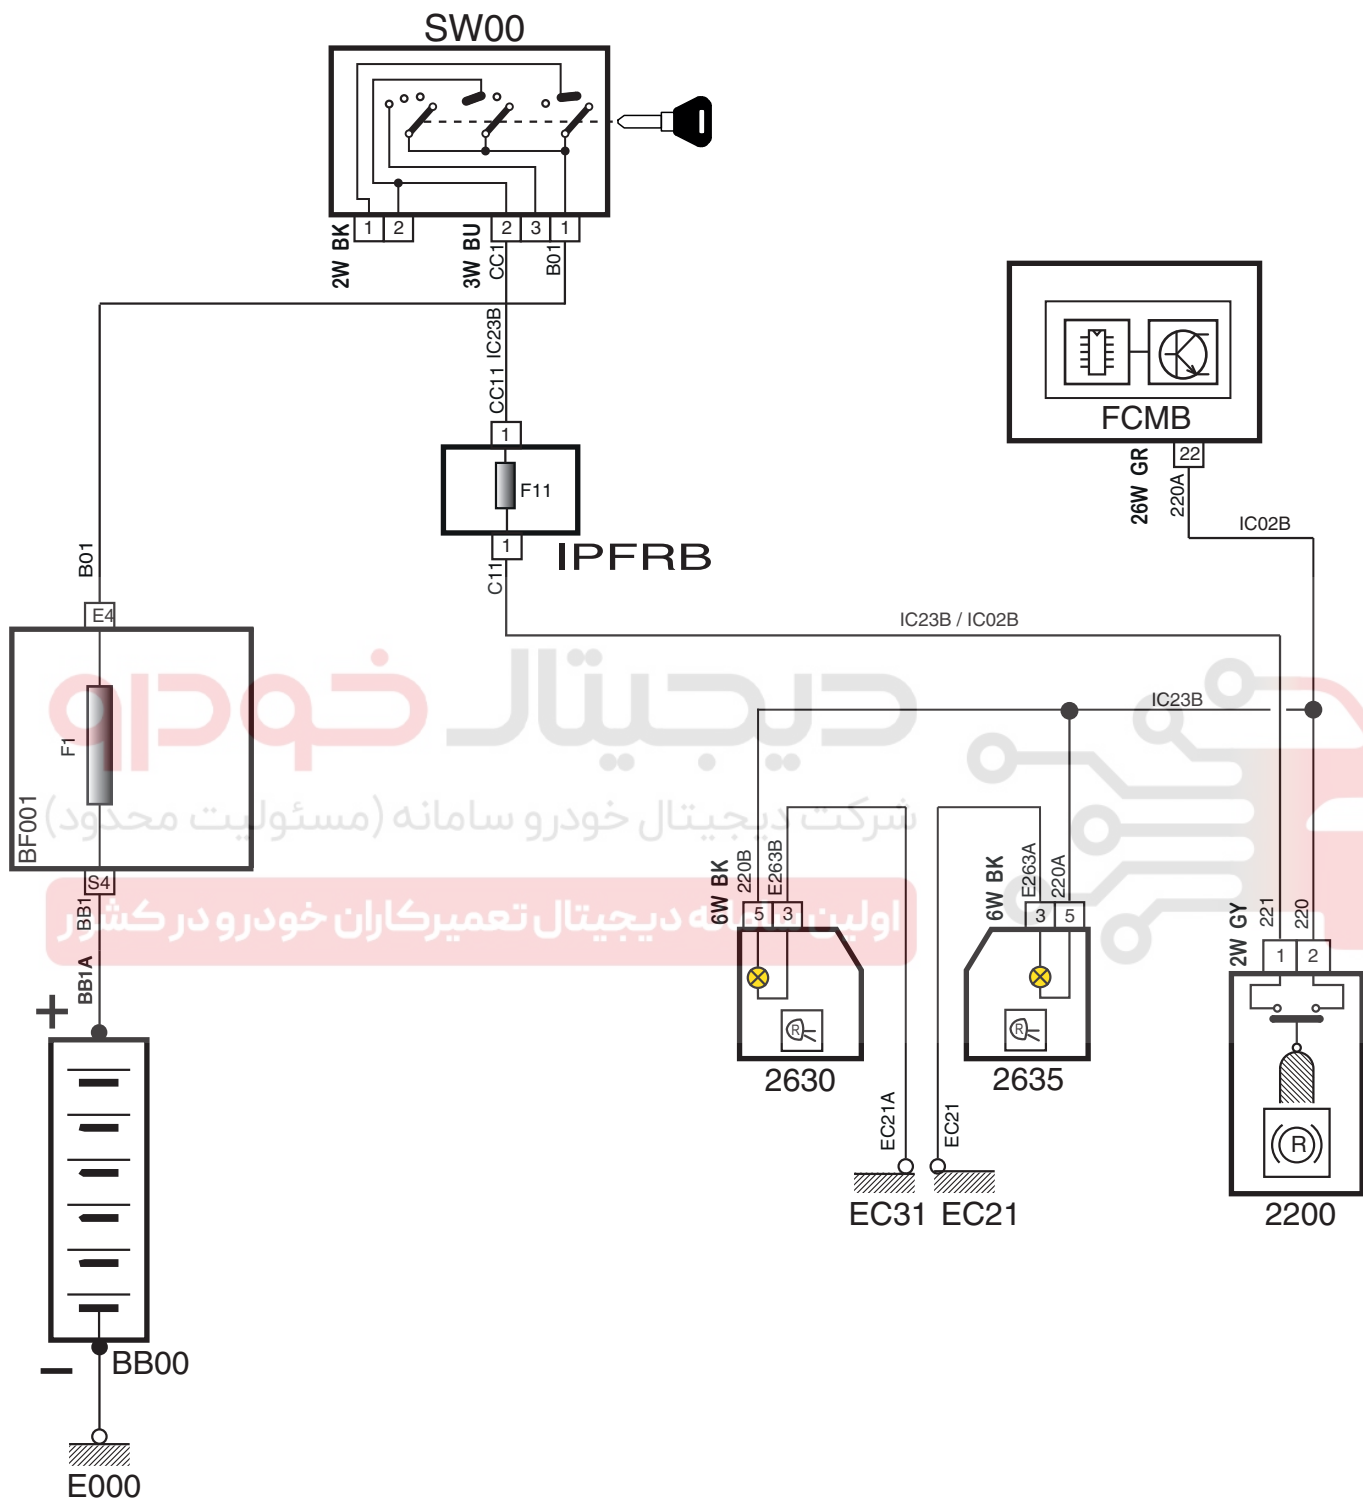 SW00
1 2 2 3 1
2W BK
3W BU
CC1
B01
IC23B
CC11
1
F11
1
IPFRB
C11
FCMB
22
26W GR
220A
IC02B
B01
E4
F1
BF001
S4
BB1
BB1A
IC23B / IC02B
IC23B
دیجیتال خودرو
شرکت دیجیتال خودرو سامانه (مسئولیت محدود)
اولین سامانه دیجیتال تعمیرکاران خودرو در کشور
6W BK
220B
E263B
5 3
R
2630
6W BK
E263A
220A
3 5
R
2635
2W GY
221
220
1 2
R
2200
EC21A
EC21
EC31 EC21
+
−
BB00
E000